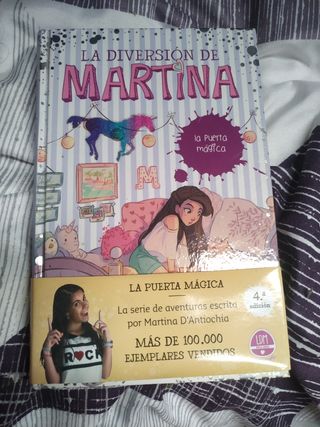 LA DIVERSIÓN DE
MARTINA
la puerta
mágica
M
LA PUERTA MÁGICA
La serie de aventuras escrita
por Martina D'Antiochia
MÁS DE 100.000
EJEMPLARES VENDIDOS
4.ª
edición
ROCK
LDM